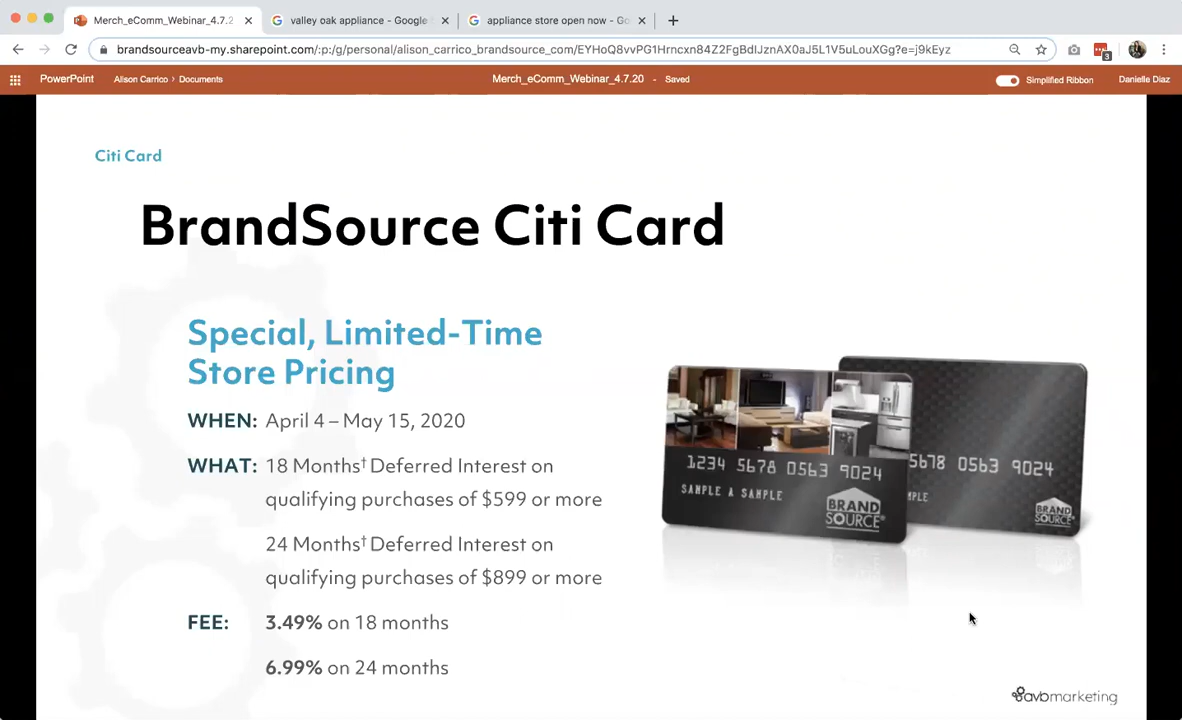 Merch_eComm_Webinar_4.7.2
valley oak appliance - Google
appliance store open now - Go
brandsourceavb-my.sharepoint.com/:p:/g/personal/alison_carrico_brandsource_com/EYHoQ8vvPG1Hrncxn84Z2FgBdIJznAX0aJ5L1V5uLouXGg?e=j9kEyz
3
PowerPoint
Alison Carrico > Documents
Merch_eComm_Webinar_4.7.20 - Saved
Simplified Ribbon
Danielle Diaz
Citi Card
BrandSource Citi Card
Special, Limited-Time
Store Pricing
WHEN: April 4 – May 15, 2020
WHAT: 18 Months† Deferred Interest on
qualifying purchases of $599 or more
24 Months† Deferred Interest on
qualifying purchases of $899 or more
FEE: 3.49% on 18 months
6.99% on 24 months
1234 5678 0563 9024
SAMPLE A SAMPLE
BRAND
SOURCE
5678 0563 9024
MPLE
BRAND
SOURCE
avbmarketing